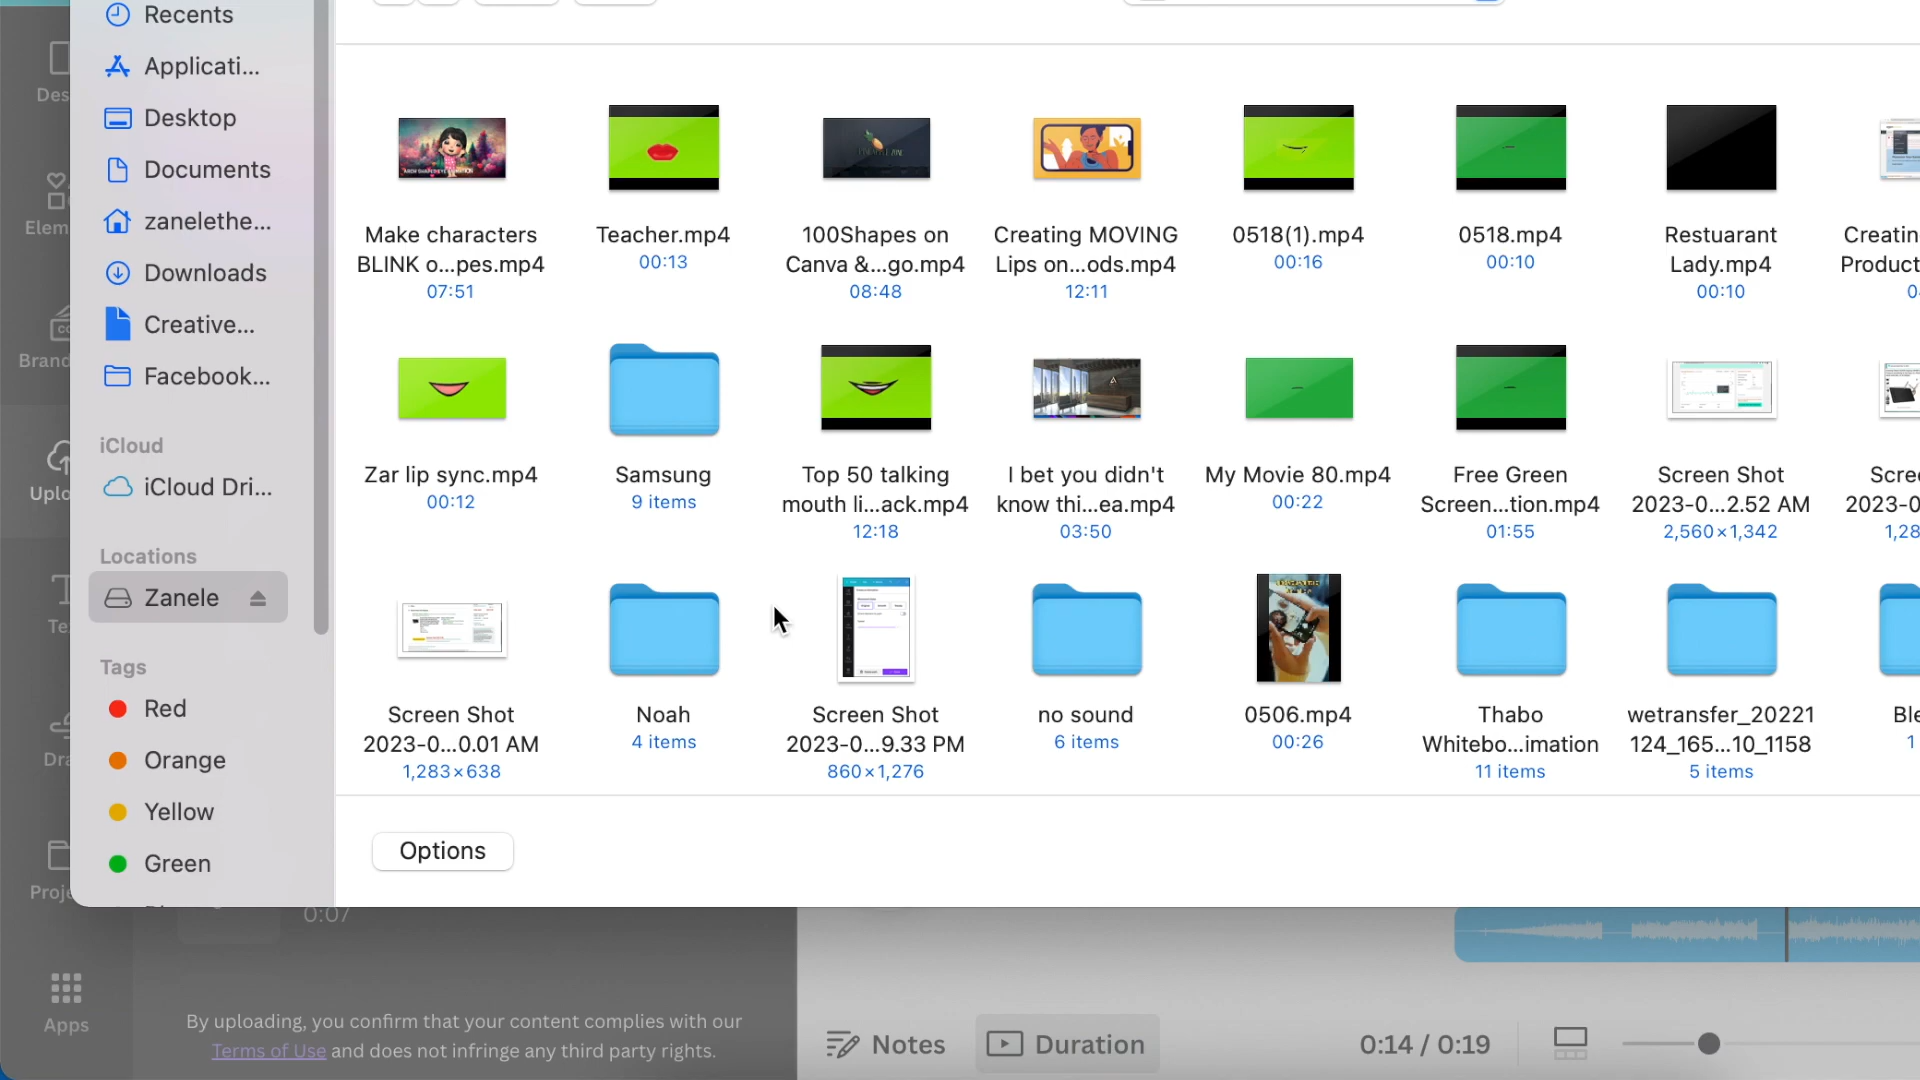 Recents
Applicati...
Desktop
Documents
zanelethe...
Downloads
Creative...
Facebook...
iCloud
iCloud Dri...
Locations
Zanele
Tags
Red
Orange
Yellow
Green
Make characters
BLINK o...pes.mp4
07:51
Teacher.mp4
00:13
100Shapes on
Canva &...go.mp4
08:48
Creating MOVING
Lips on...ods.mp4
12:11
0518(1).mp4
00:16
0518.mp4
00:10
Restuarant
Lady.mp4
00:10
Creatin
Product
Zar lip sync.mp4
00:12
Samsung
9 items
Top 50 talking
mouth li...ack.mp4
12:18
I bet you didn't
know thi...ea.mp4
03:50
My Movie 80.mp4
00:22
Free Green
Screen...tion.mp4
01:55
Screen Shot
2023-0...2.52 AM
2,560×1,342
Scree
2023-0
1,28
Screen Shot
2023-0...0.01 AM
1,283×638
Noah
4 items
Screen Shot
2023-0...9.33 PM
860×1,276
no sound
6 items
0506.mp4
00:26
Thabo
Whitebo...imation
11 items
wetransfer_20221
124_165...10_1158
5 items
Ble
1
Options
Des
Elem
Brand
Uplo
Te
Dra
Proje
Apps
0:07
By uploading, you confirm that your content complies with our
Terms of Use and does not infringe any third party rights.
Notes
Duration
0:14 / 0:19